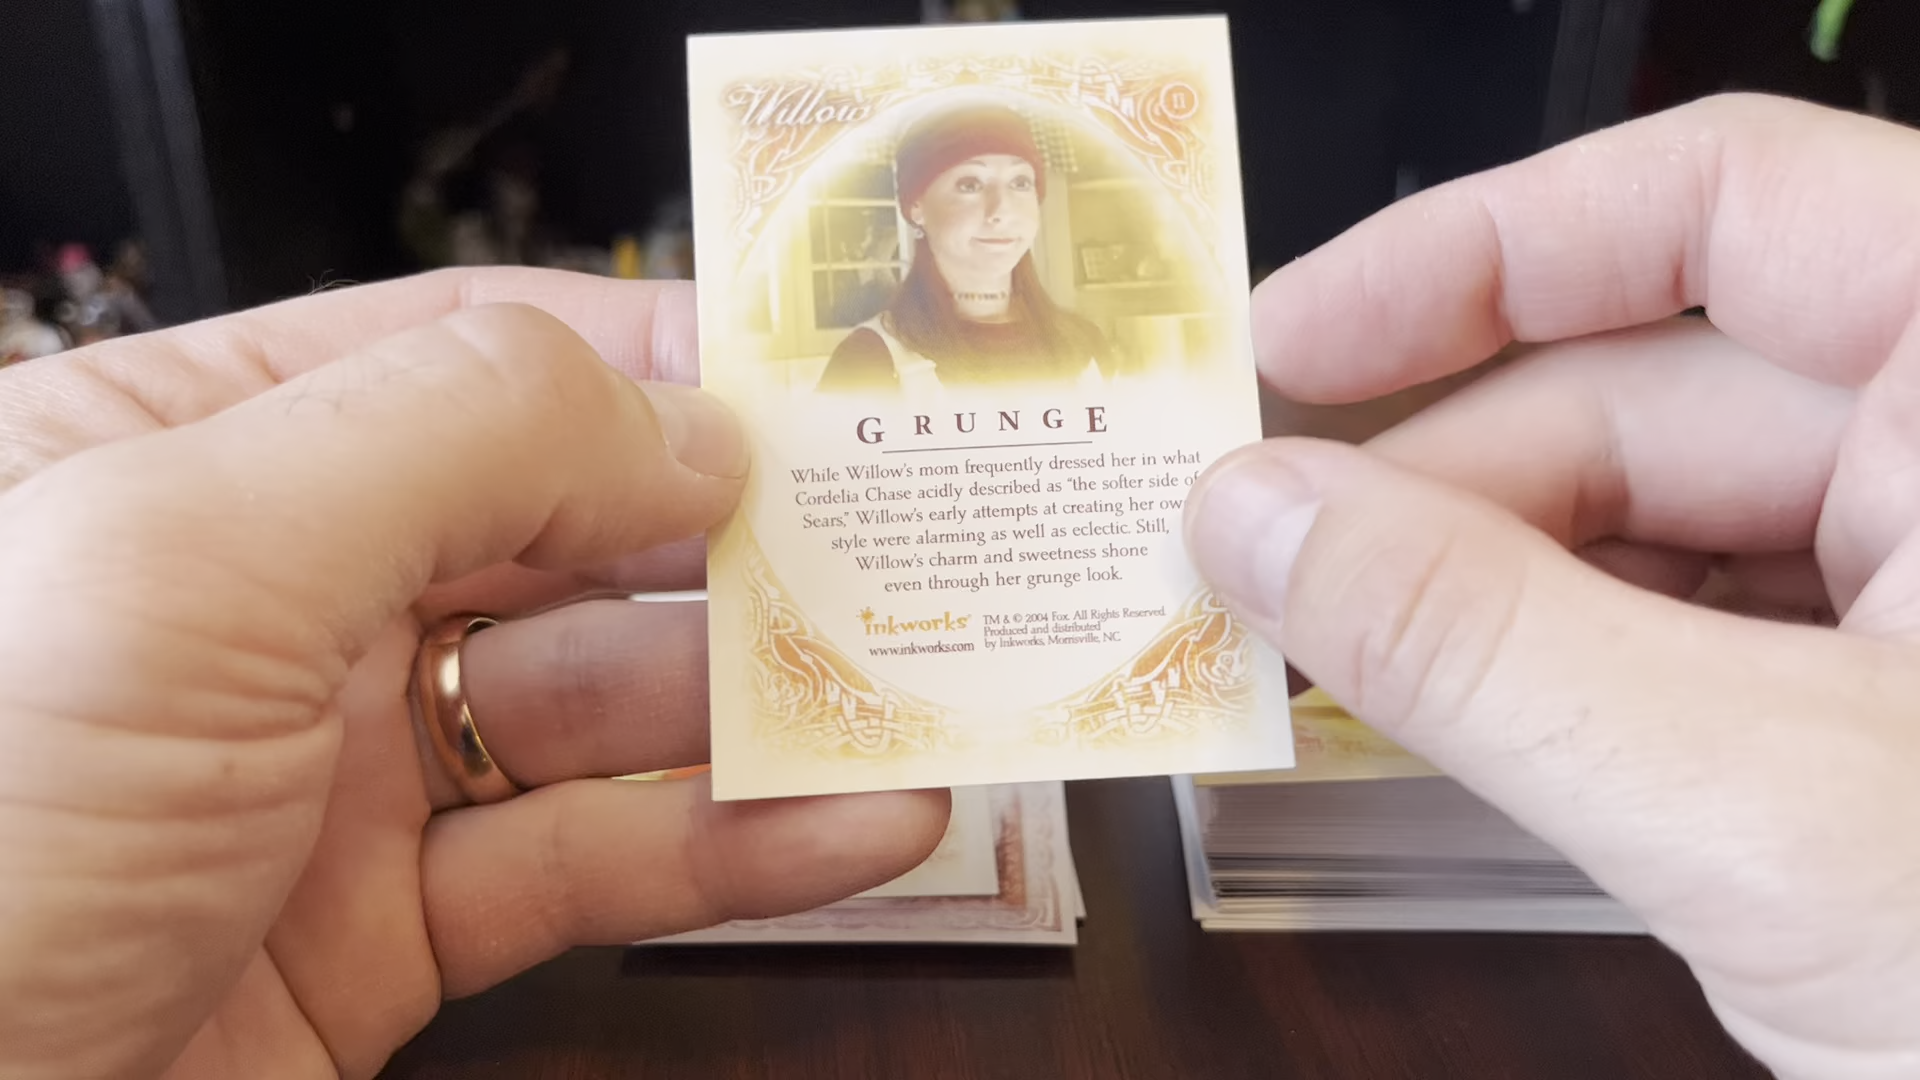 Willow
11
GRUNGE
While Willow's mom frequently dressed her in what
Cordelia Chase acidly described as "the softer side of
Sears," Willow's early attempts at creating her
style were alarming as well as eclectic. Still,
Willow's charm and sweetness shone
even through her grunge look.
inkworks®
www.inkworks.com
TM & © 2004 Fox. All Rights Reserved.
Produced and distributed
by Inkworks, Morrisville, NC